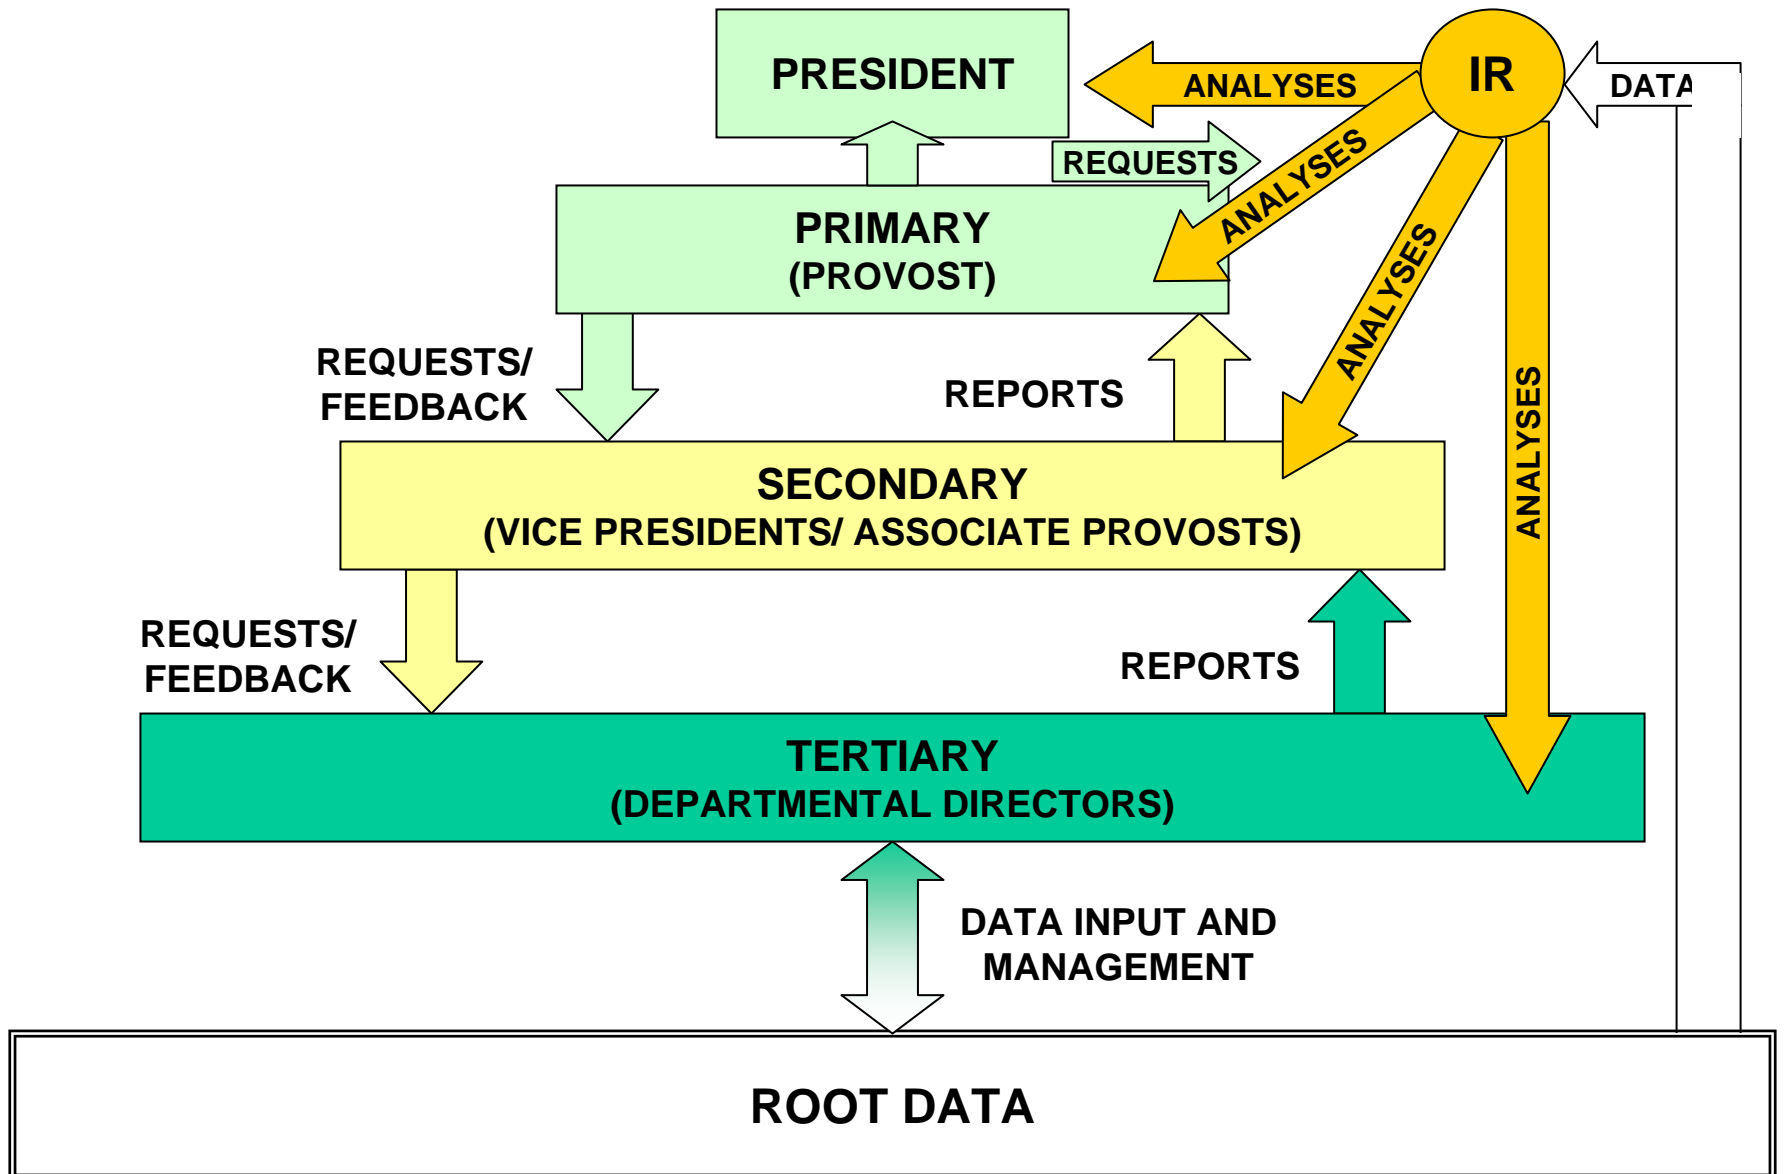 PRESIDENT
ANALYSES
IR
DATA
REQUESTS
ANALYSES
PRIMARY
(PROVOST)
ANALYSES
REQUESTS/
FEEDBACK
REPORTS
ANALYSES
SECONDARY
(VICE PRESIDENTS/ ASSOCIATE PROVOSTS)
REQUESTS/
FEEDBACK
REPORTS
TERTIARY
(DEPARTMENTAL DIRECTORS)
DATA INPUT AND
MANAGEMENT
ROOT DATA